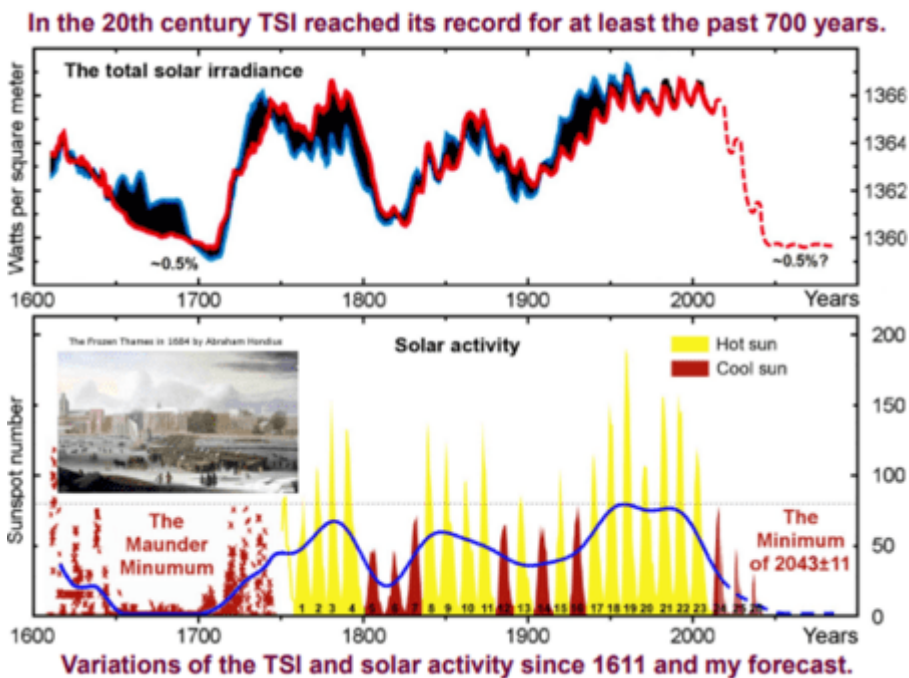 In the 20th century TSI reached its record for at least the past 700 years.
The total solar irradiance
Watts per square meter
1366
1364
1362
1360
~0.5%
~0.5%?
1600
1700
1800
1900
2000
Years
The Frozen Thames in 1684 by Abraham Hondius
Solar activity
Hot sun
Cool sun
Sunspot number
200
150
100
50
0
The
Maunder
Minumum
The
Minimum
of 2043±11
1 2 3 4 5 6 7 8 9 10 11 12 13 14 15 16 17 18 19 20 21 22 23 24 25
1600
1700
1800
1900
2000
Years
Variations of the TSI and solar activity since 1611 and my forecast.